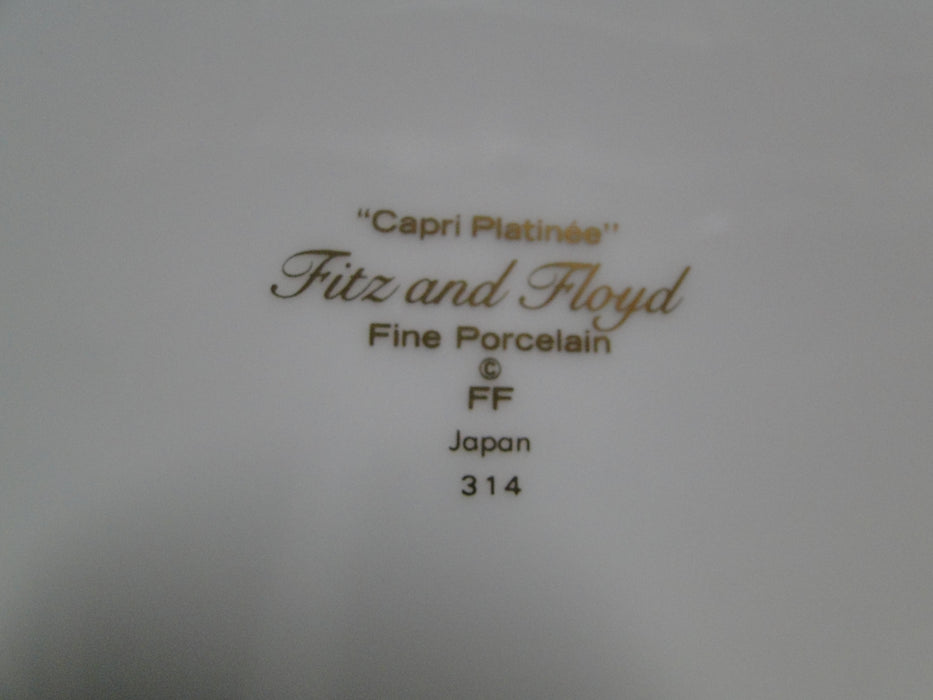 “Capri Platinée”
Fitz and Floyd
Fine Porcelain
©
FF
Japan
314